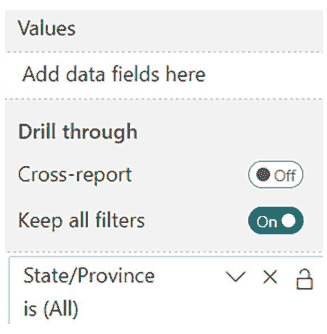 Values
Add data fields here
Drill through
Cross-report Off
Keep all filters On
State/Province
is (All)